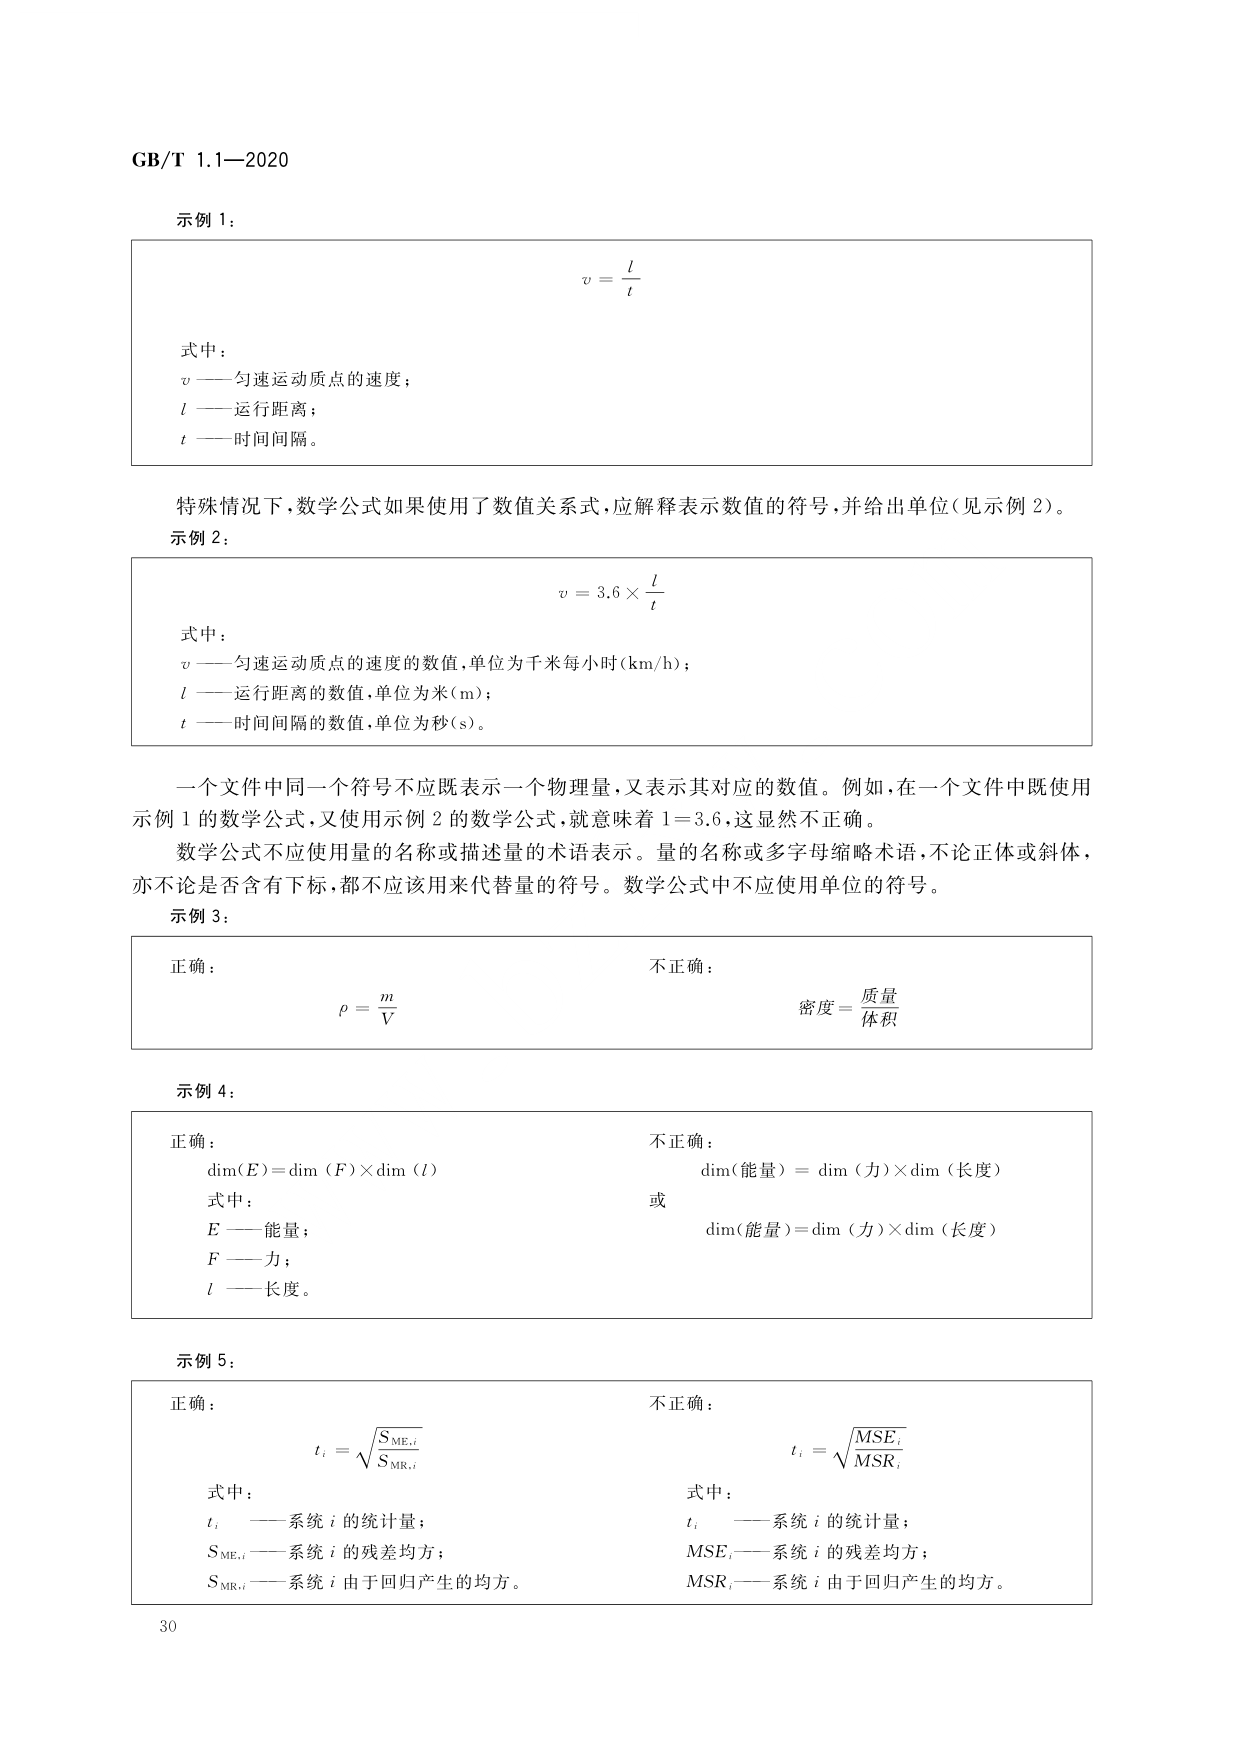 GB/T 1.1—2020
示例 1：
v = l/t
式中：
v ——匀速运动质点的速度；
l ——运行距离；
t ——时间间隔。
特殊情况下，数学公式如果使用了数值关系式，应解释表示数值的符号，并给出单位（见示例 2）。
示例 2：
v = 3.6 × l/t
式中：
v ——匀速运动质点的速度的数值，单位为千米每小时（km/h）；
l ——运行距离的数值，单位为米（m）；
t ——时间间隔的数值，单位为秒（s）。
一个文件中同一个符号不应既表示一个物理量，又表示其对应的数值。例如，在一个文件中既使用
示例 1 的数学公式，又使用示例 2 的数学公式，就意味着 1＝3.6，这显然不正确。
数学公式不应使用量的名称或描述量的术语表示。量的名称或多字母缩略术语，不论正体或斜体，
亦不论是否含有下标，都不应该用来代替量的符号。数学公式中不应使用单位的符号。
示例 3：
正确： 不正确：
ρ = m/V 密度 = 质量/体积
示例 4：
正确： 不正确：
dim(E)＝dim (F)×dim (l) dim(能量) = dim (力)×dim (长度)
式中： 或
E ——能量； dim(能量)＝dim (力)×dim (长度)
F ——力；
l ——长度。
示例 5：
正确： 不正确：
t_i = √(S_ME,i/S_MR,i) t_i = √(MSE_i/MSR_i)
式中： 式中：
t_i ——系统 i 的统计量； t_i ——系统 i 的统计量；
S_ME,i——系统 i 的残差均方； MSE_i——系统 i 的残差均方；
S_MR,i——系统 i 由于回归产生的均方。 MSR_i——系统 i 由于回归产生的均方。
30